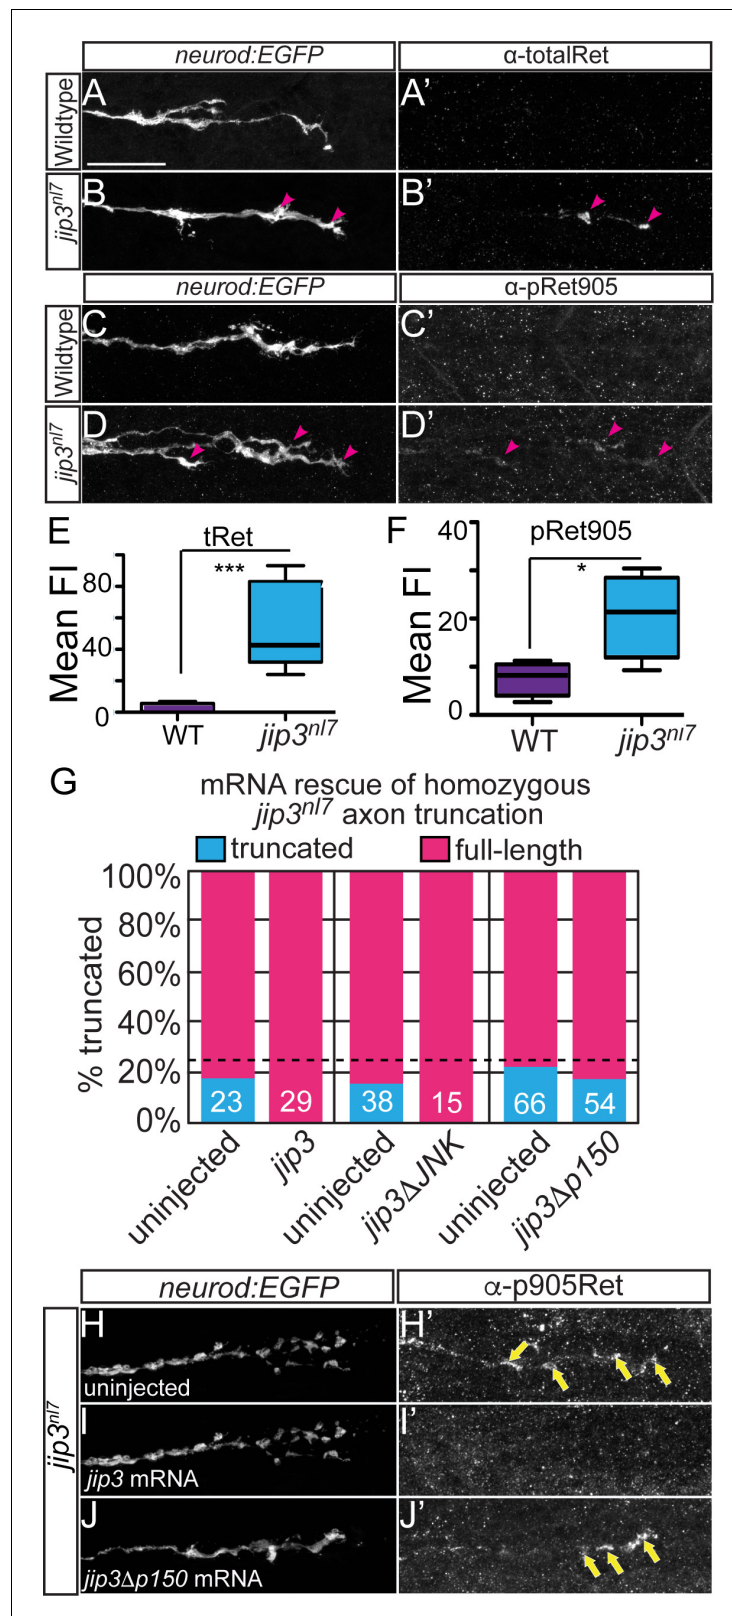 neurod:EGFP
α-totalRet
Wildtype
A
A'
jip3nl7
B
B'
neurod:EGFP
α-pRet905
Wildtype
C
C'
jip3nl7
D
D'
E
tRet
***
Mean FI
80
40
0
WT
jip3nl7
F
pRet905
*
Mean FI
40
20
0
WT
jip3nl7
G
mRNA rescue of homozygous
jip3nl7 axon truncation
truncated
full-length
% truncated
100%
80%
60%
40%
20%
0%
23
29
38
15
66
54
uninjected
jip3
uninjected
jip3ΔJNK
uninjected
jip3Δp150
neurod:EGFP
α-p905Ret
jip3nl7
H
uninjected
H'
I
jip3 mRNA
I'
J
jip3Δp150 mRNA
J'